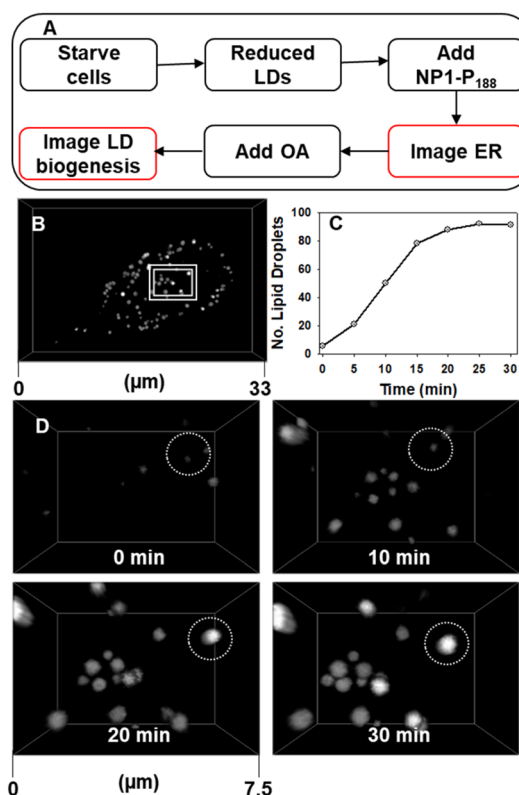 A
Starve
cells
Reduced
LDs
Add
NP1-P188
Image LD
biogenesis
Add OA
Image ER
B
0
(µm)
33
C
No. Lipid Droplets
100
80
60
40
20
0
0 5 10 15 20 25 30
Time (min)
D
0 min
10 min
20 min
30 min
0
(µm)
7.5